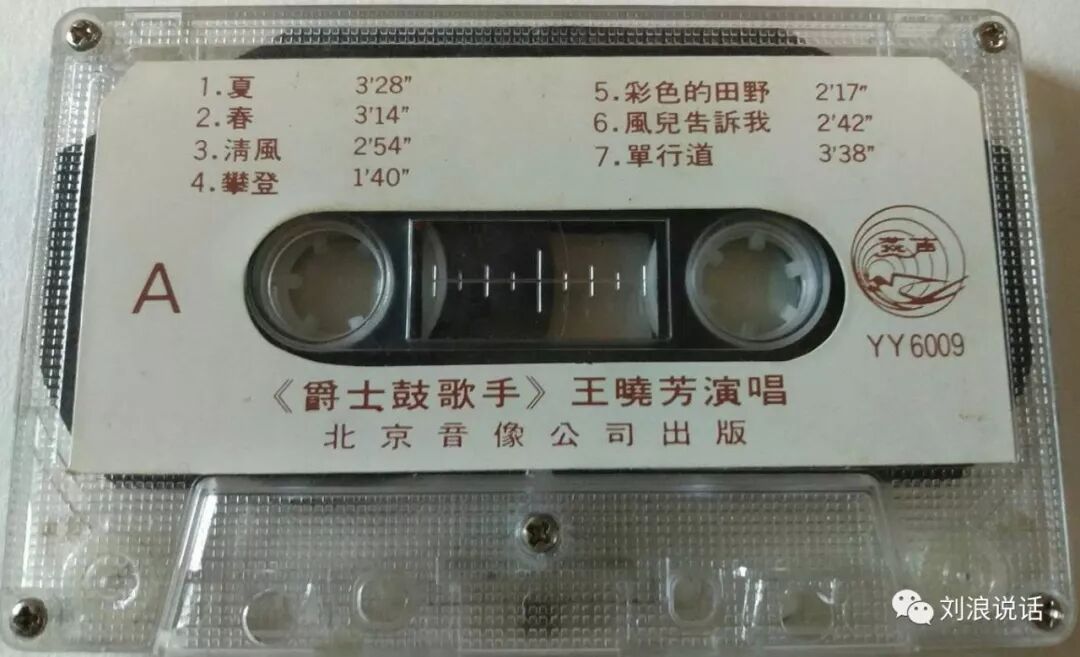 1.夏 3'28"
2.春 3'14"
3.清風 2'54"
4.攀登 1'40"
5.彩色的田野 2'17"
6.風兒告訴我 2'42"
7.單行道 3'38"
A
燕声
YY6009
《爵士鼓歌手》王曉芳演唱
北京音像公司出版
刘浪说话